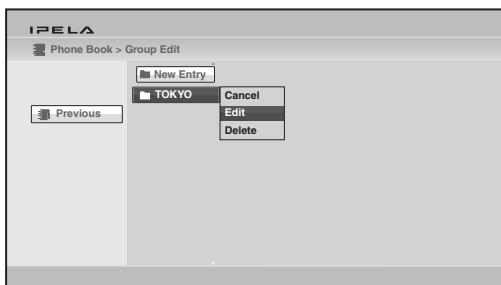 IPELA
Phone Book > Group Edit
New Entry
TOKYO
Cancel
Previous
Edit
Delete